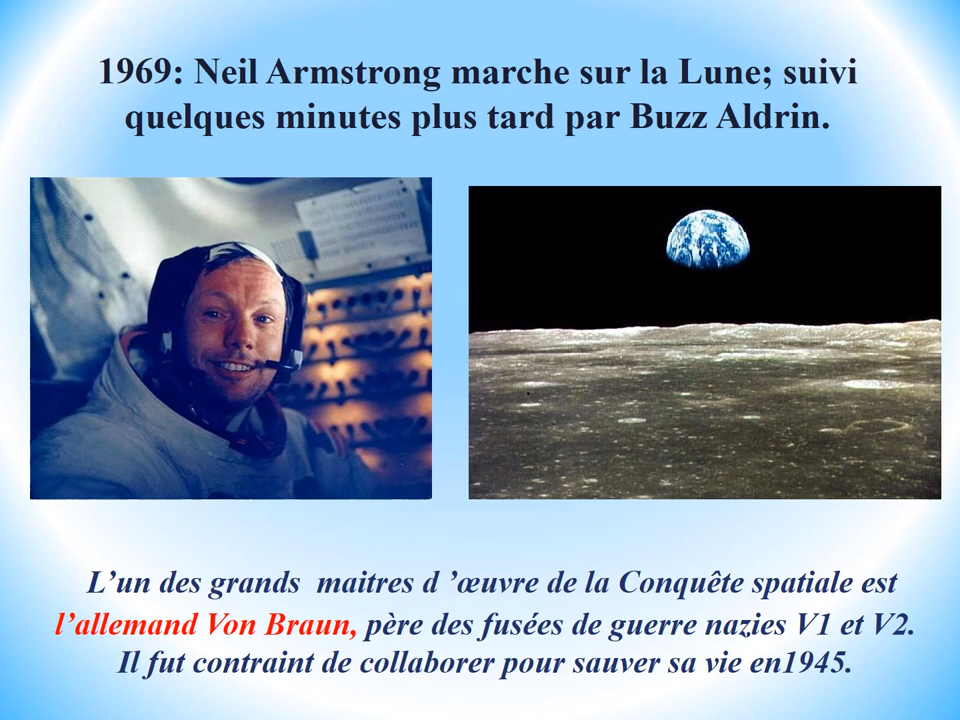 1969: Neil Armstrong marche sur la Lune; suivi
quelques minutes plus tard par Buzz Aldrin.
L’un des grands  maitres d ’œuvre de la Conquête spatiale est
l’allemand Von Braun, père des fusées de guerre nazies V1 et V2.
Il fut contraint de collaborer pour sauver sa vie en1945.